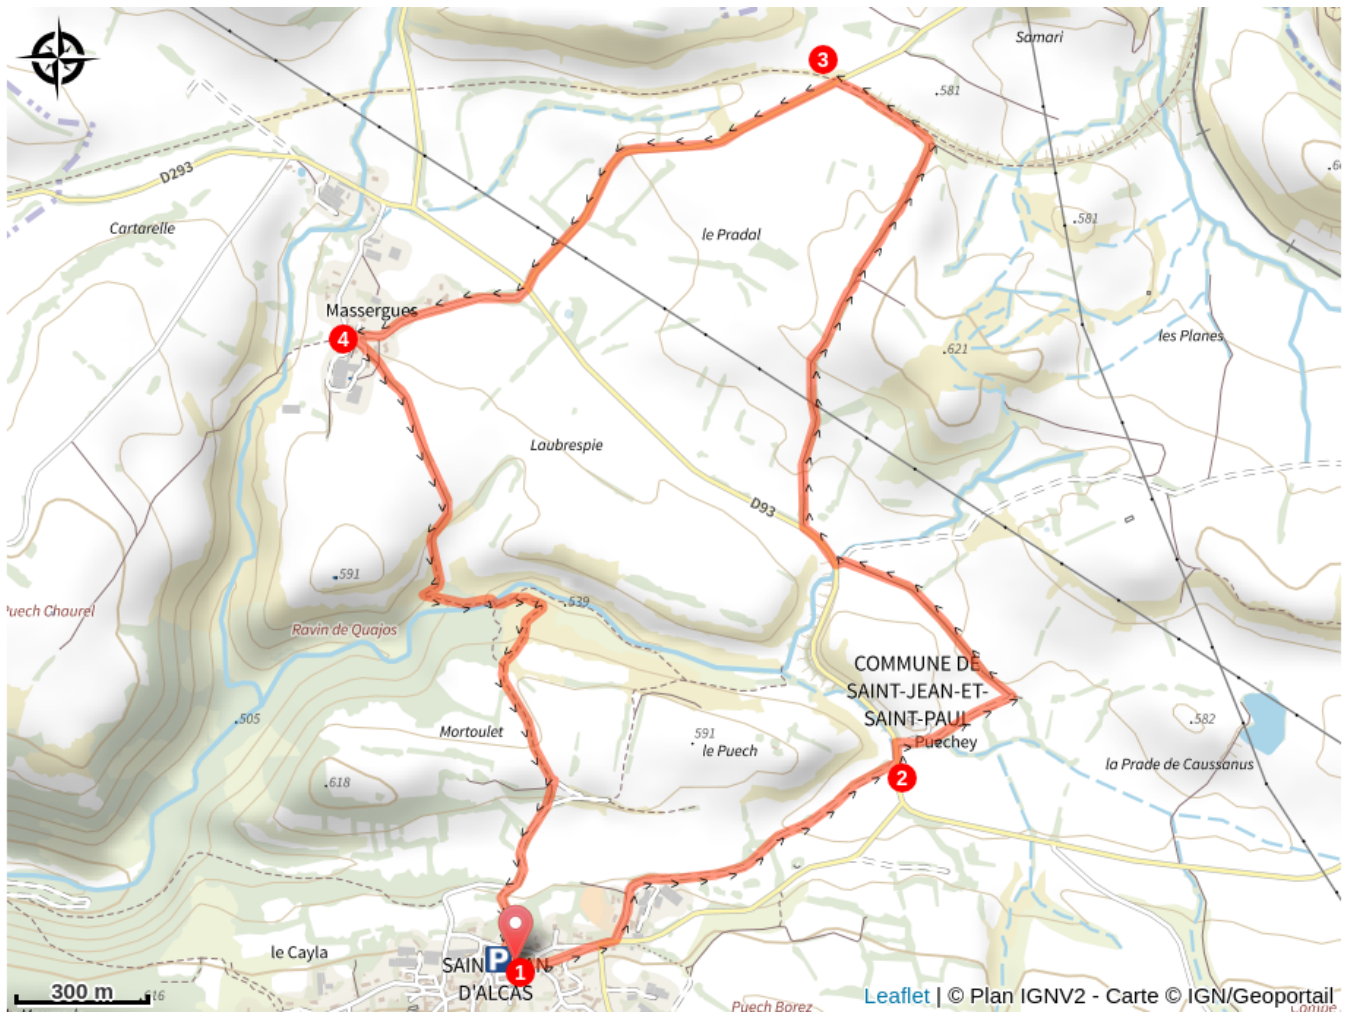 Samari
3
.581
D293
Cartarelle
le Pradal
.581
Massergues
4
les Planes
.621
Laubrespie
D93
.591
.539
Puech Chaurel
Ravin de Quajos
COMMUNE DE
SAINT-JEAN-ET-
SAINT-PAUL
.505
Mortoulet
591
le Puech
Puechey
.582
la Prade de Caussanus
2
.618
le Cayla
P
1
D'ALCAS
300 m
616
Puech Borez
Leaflet | © Plan IGNV2 - Carte © IGN/Geoportail